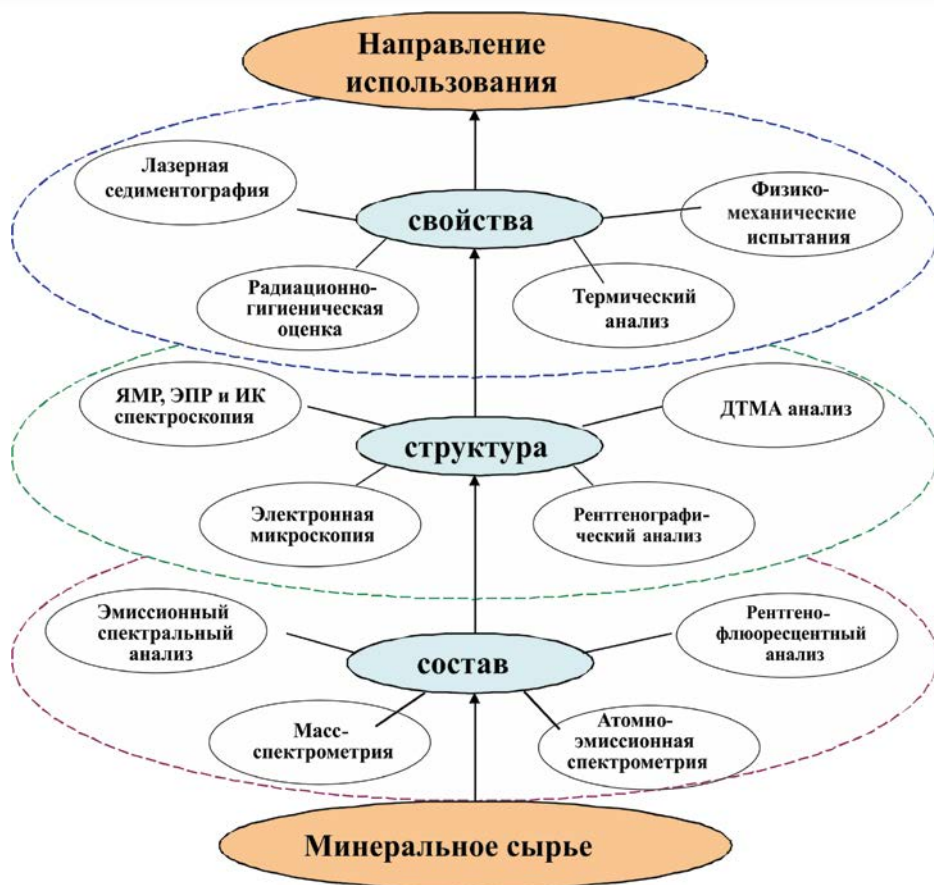 Направление
использования
Лазерная
седиментография
свойства
Физико-
механические
испытания
Радиационно-
гигиеническая
оценка
Термический
анализ
ЯМР, ЭПР и ИК
спектроскопия
структура
ДТМА анализ
Электронная
микроскопия
Рентгенографи-
ческий анализ
Эмиссионный
спектральный
анализ
состав
Рентгено-
флюоресцентный
анализ
Масс-
спектрометрия
Атомно-
эмиссионная
спектрометрия
Минеральное сырье